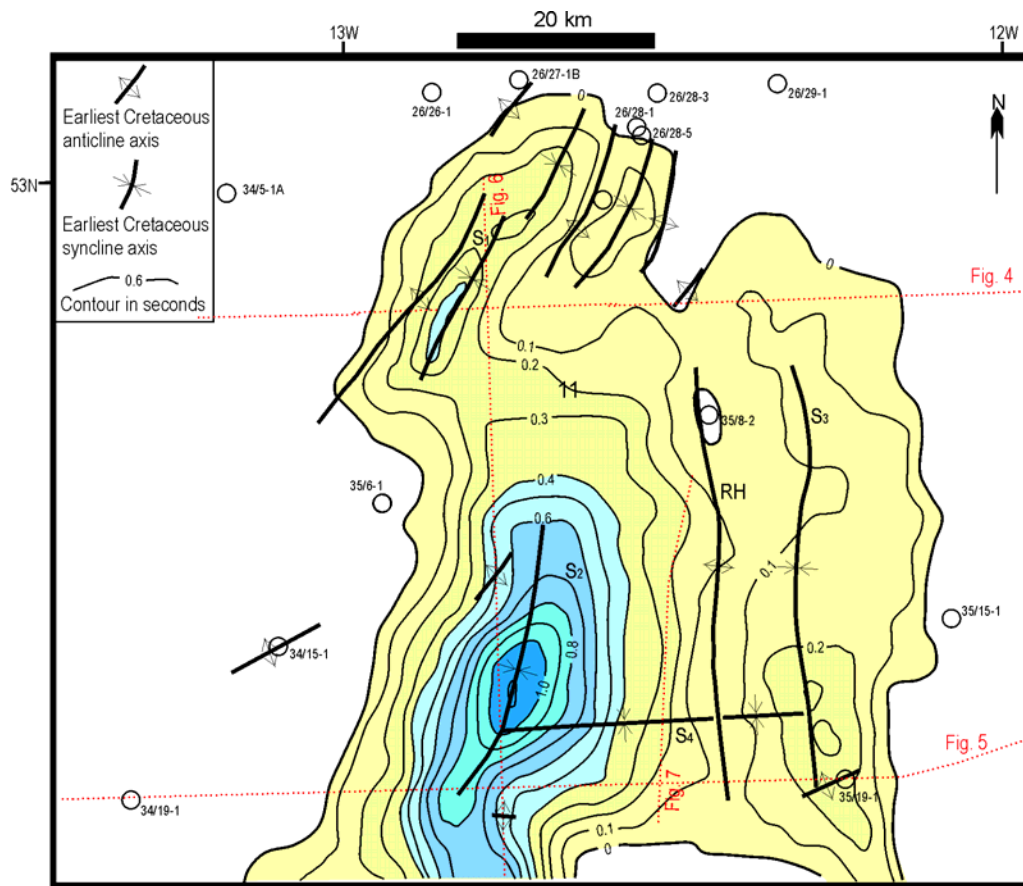 20 km
13W
12W
26/27-1B
0
26/26-1
26/28-3
26/29-1
26/28-1
26/28-5
N
Earliest Cretaceous
anticline axis
53N
34/5-1A
Fig. 6
Earliest Cretaceous
syncline axis
S1
0
0.6
Contour in seconds
Fig. 4
0.1
0.2
11
0.3
35/8-2
S3
0.4
35/6-1
RH
0.6
S2
0.1
35/15-1
34/15-1
0.8
0.2
1.0
S4
Fig. 5
Fig. 7
34/19-1
35/19-1
0.1
0